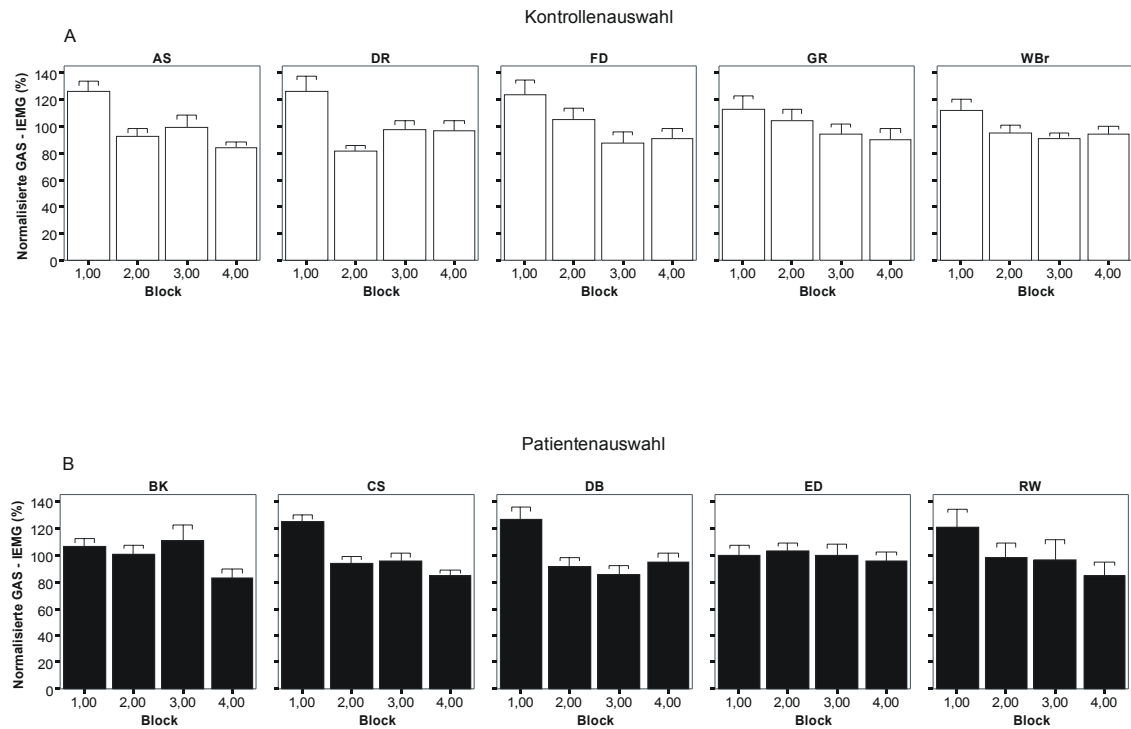 Kontrollenauswahl
A
AS DR FD GR WBr
Normalisierte GAS - IEMG (%)
140
120
100
80
60
40
20
0
1,00 2,00 3,00 4,00 1,00 2,00 3,00 4,00 1,00 2,00 3,00 4,00 1,00 2,00 3,00 4,00 1,00 2,00 3,00 4,00
Block Block Block Block Block
Patientenauswahl
B
BK CS DB ED RW
Normalisierte GAS - IEMG (%)
140
120
100
80
60
40
20
0
1,00 2,00 3,00 4,00 1,00 2,00 3,00 4,00 1,00 2,00 3,00 4,00 1,00 2,00 3,00 4,00 1,00 2,00 3,00 4,00
Block Block Block Block Block